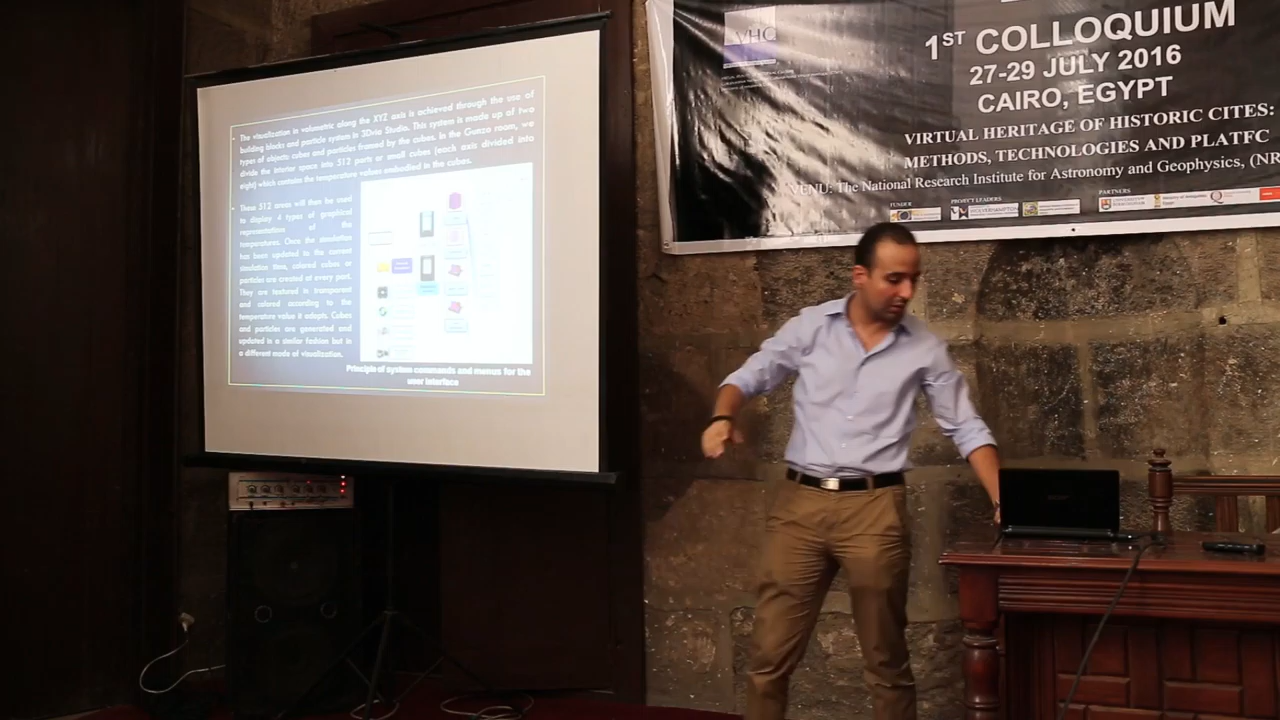 The visualization in volumetric along the XYZ axis is achieved through the use of
building blocks and particle system in 3Dvia Studio. This system is made up of two
types of objects: cubes and particles framed by the cubes. In the Gunzo room, we
divide the interior space into 512 parts or small cubes (each axis divided into
eight) which contains the temperature values embodied in the cubes.
These 512 areas will then be used
to display 4 types of graphical
representations of the
temperatures. Once the simulation
has been updated to the current
simulation time, colored cubes or
particles are created at every part.
They are textured in transparent
and colored according to the
temperature value it adapts. Cubes
and particles are generated and
updated in a similar fashion but in
a different mode of visualization.
Principle of system commands and menus for the
user interface
VHC
1ST COLLOQUIUM
27-29 JULY 2016
CAIRO, EGYPT
VIRTUAL HERITAGE OF HISTORIC CITES:
METHODS, TECHNOLOGIES AND PLATFC
VENU: The National Research Institute for Astronomy and Geophysics, (NR
FUNDER
PROJECT LEADERS
PARTNERS